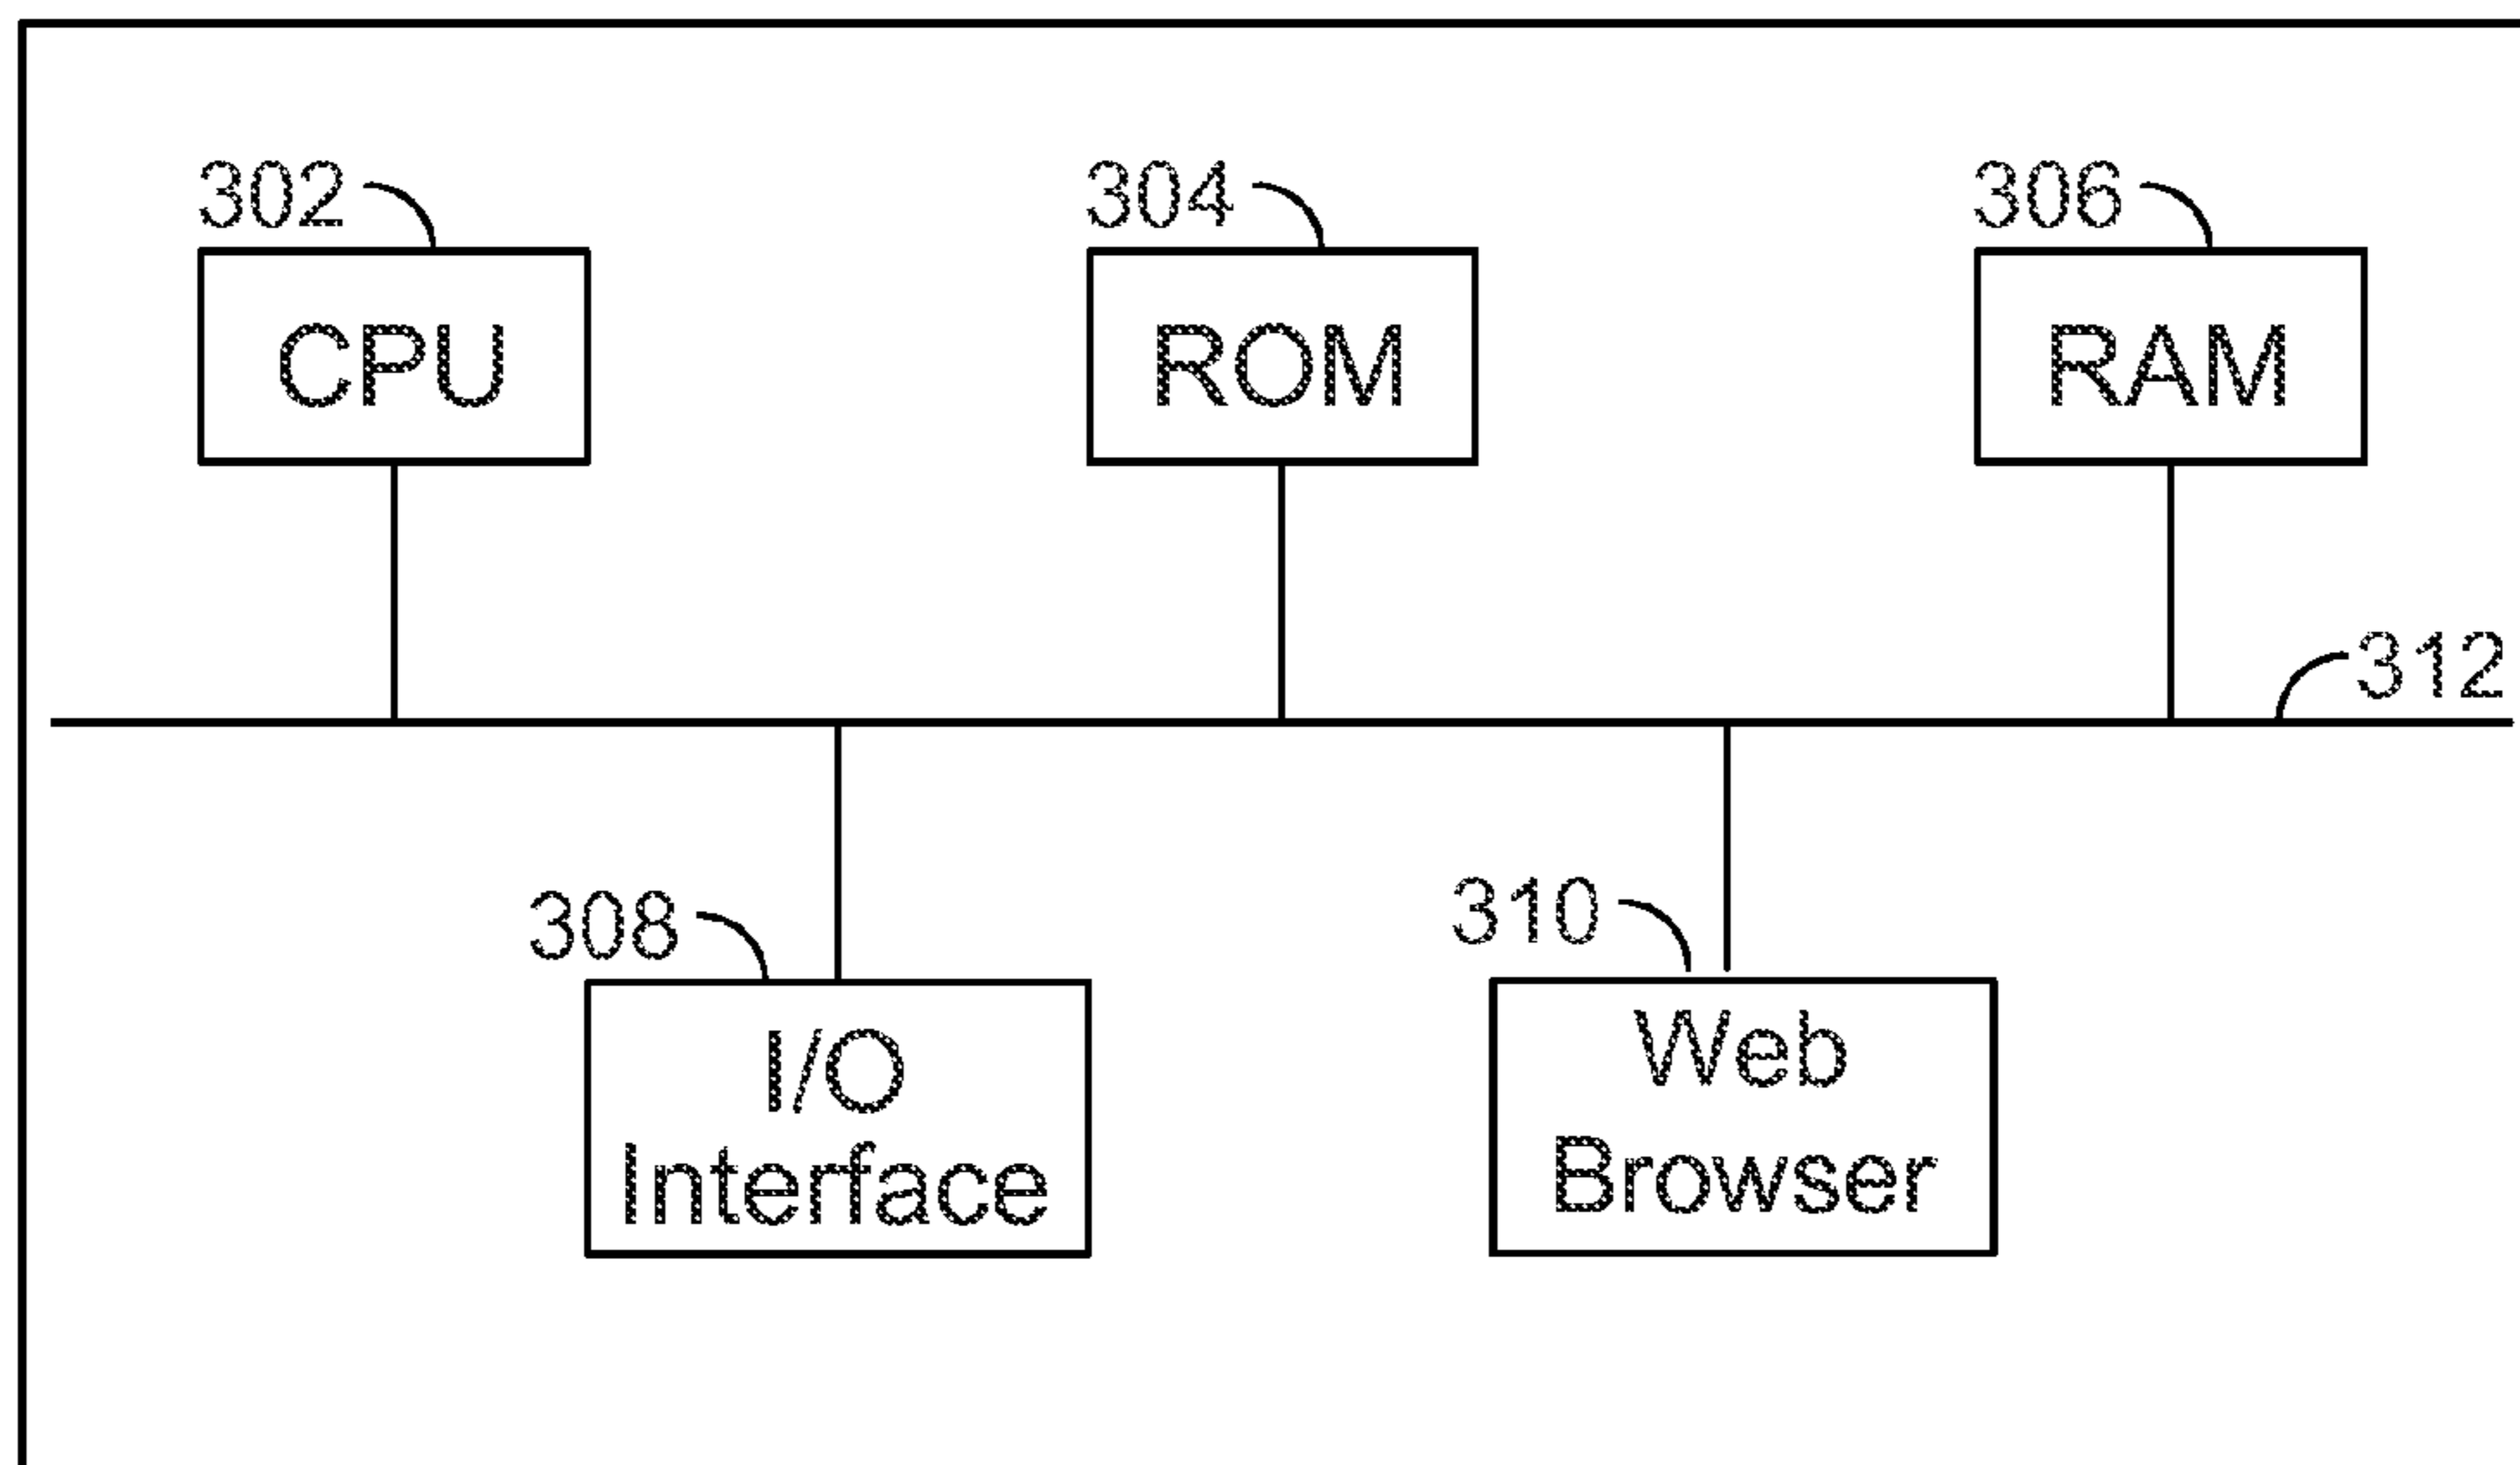 302
304
306
CPU
ROM
RAM
312
308
310
I/O
Interface
Web
Browser